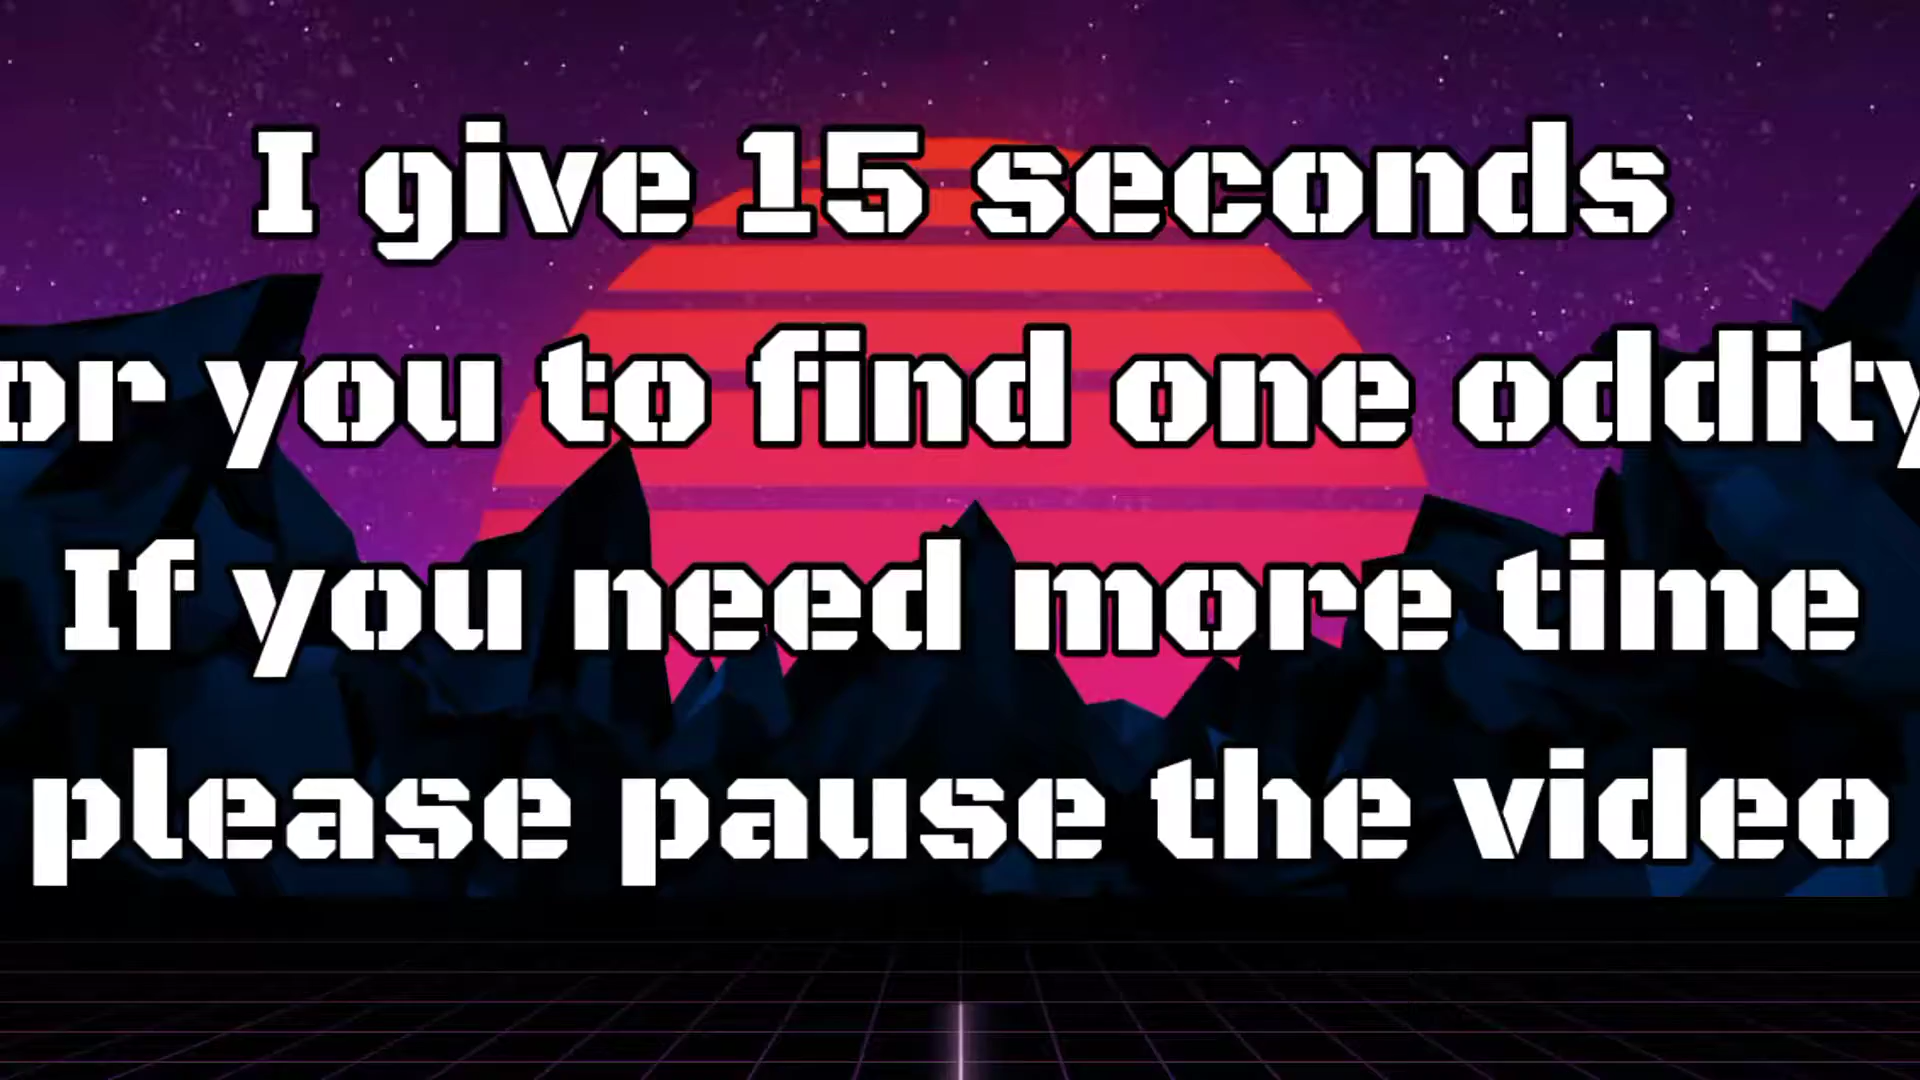 I give 15 seconds
or you to find one oddity
If you need more time
please pause the video